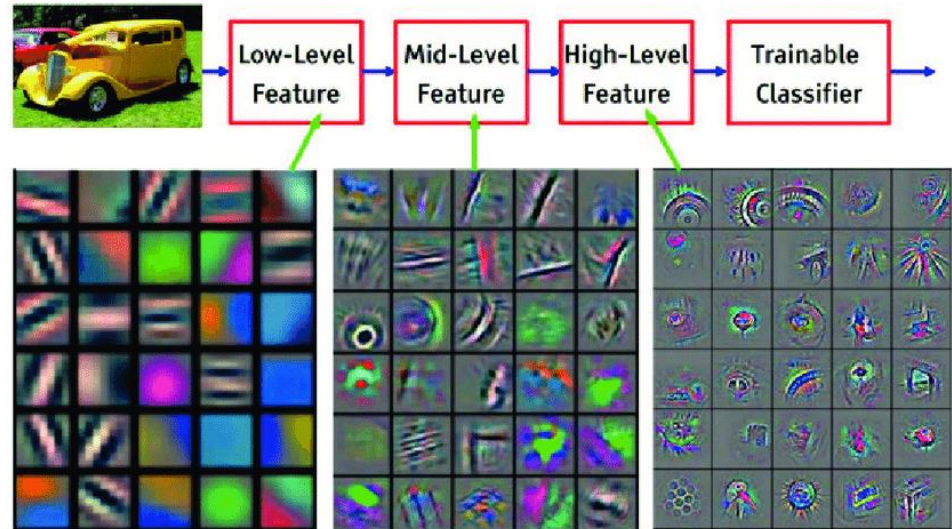 Low-Level
Feature
Mid-Level
Feature
High-Level
Feature
Trainable
Classifier